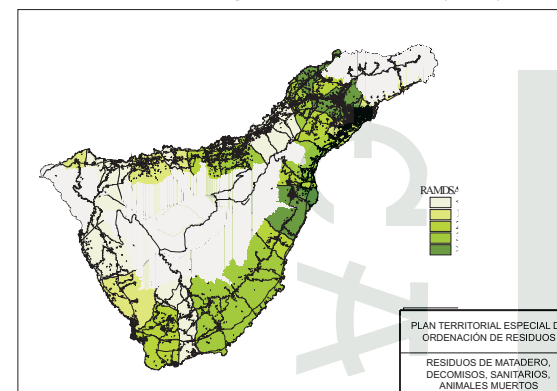 RAMDSA
PLAN TERRITORIAL ESPECIAL D
ORDENACIÓN DE RESIDUOS
RESIDUOS DE MATADERO,
DECOMISOS, SANITARIOS,
ANIMALES MUERTOS